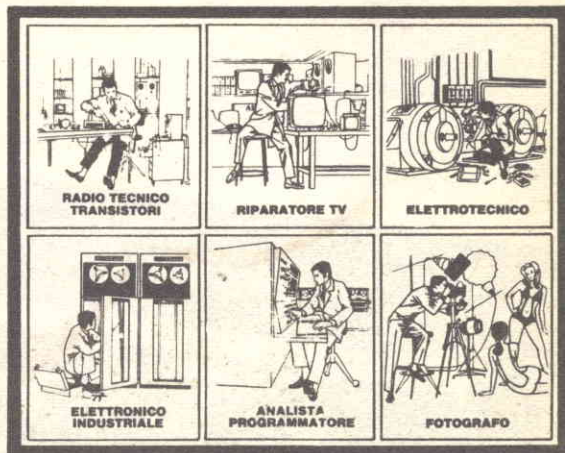 RADIO TECNICO
TRANSISTORI
RIPARATORE TV
ELETTROTECNICO
ELETTRONICO
INDUSTRIALE
ANALISTA
PROGRAMMATORE
FOTOGRAFO